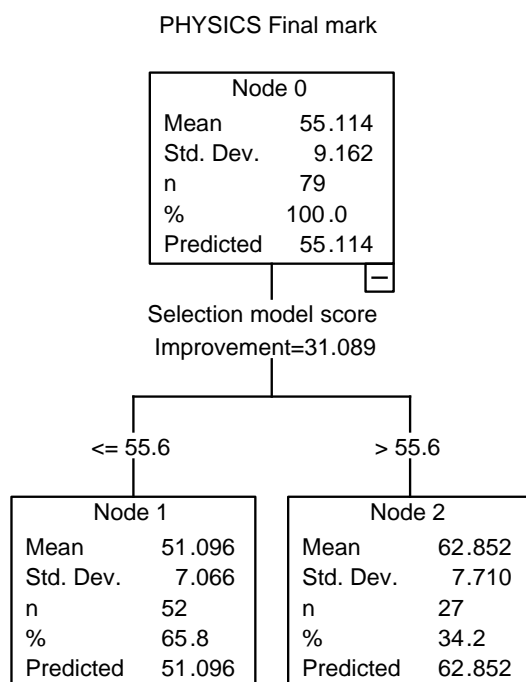 PHYSICS Final mark
Node 0
Mean 55.114
Std. Dev. 9.162
n 79
% 100.0
Predicted 55.114
Selection model score
Improvement=31.089
<= 55.6 > 55.6
Node 1
Mean 51.096
Std. Dev. 7.066
n 52
% 65.8
Predicted 51.096
Node 2
Mean 62.852
Std. Dev. 7.710
n 27
% 34.2
Predicted 62.852